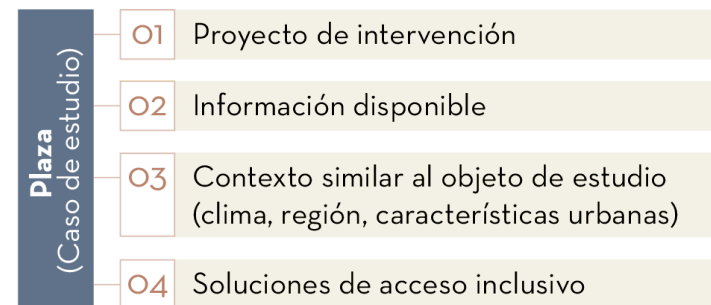 Plaza
(Caso de estudio)
01 Proyecto de intervención
02 Información disponible
03 Contexto similar al objeto de estudio
(clima, región, características urbanas)
04 Soluciones de acceso inclusivo